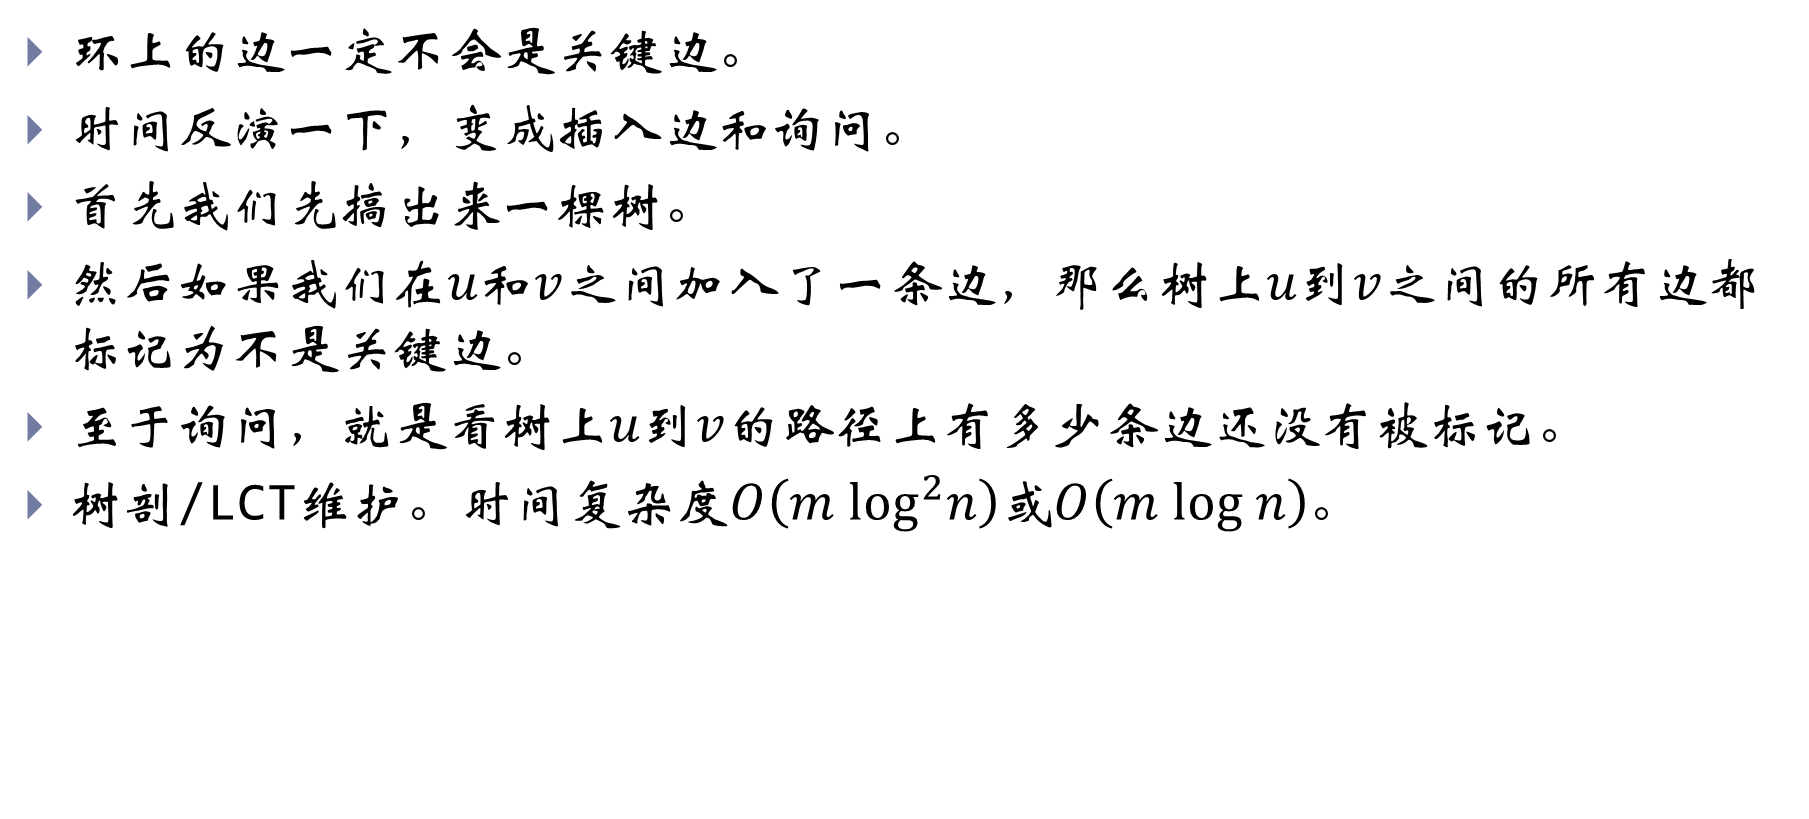 环上的边一定不会是关键边。
时间反演一下，变成插入边和询问。
首先我们先搞出来一棵树。
然后如果我们在u和v之间加入了一条边，那么树上u到v之间的所有边都
标记为不是关键边。
至于询问，就是看树上u到v的路径上有多少条边还没有被标记。
树剖/LCT维护。时间复杂度O(m log²n)或O(m log n)。